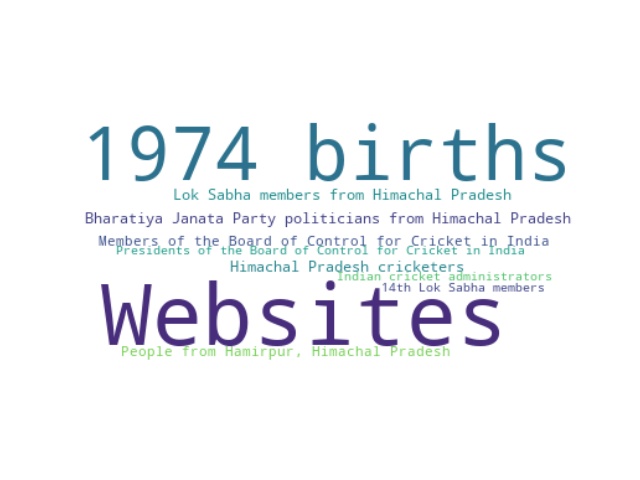 1974 births
Lok Sabha members from Himachal Pradesh
Bharatiya Janata Party politicians from Himachal Pradesh
Members of the Board of Control for Cricket in India
Presidents of the Board of Control for Cricket in India
Himachal Pradesh cricketers
Indian cricket administrators
14th Lok Sabha members
Websites
People from Hamirpur, Himachal Pradesh